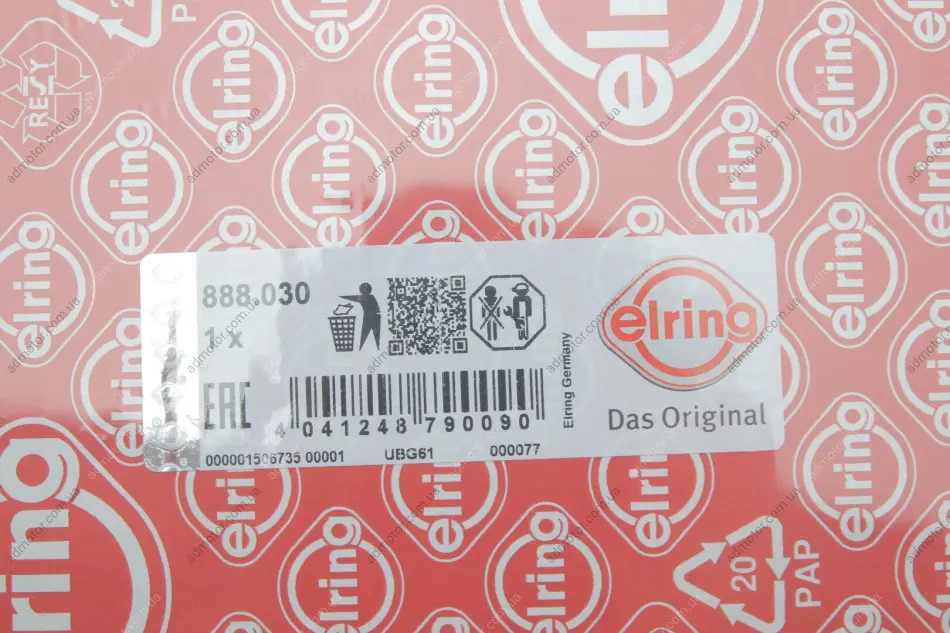 888.030
1 x
EAC
4 041248 790090
000001506735 00001 UBG61 000077
Elring Germany
elring
Das Original
RESY
20
PAP
admotor.com.ua